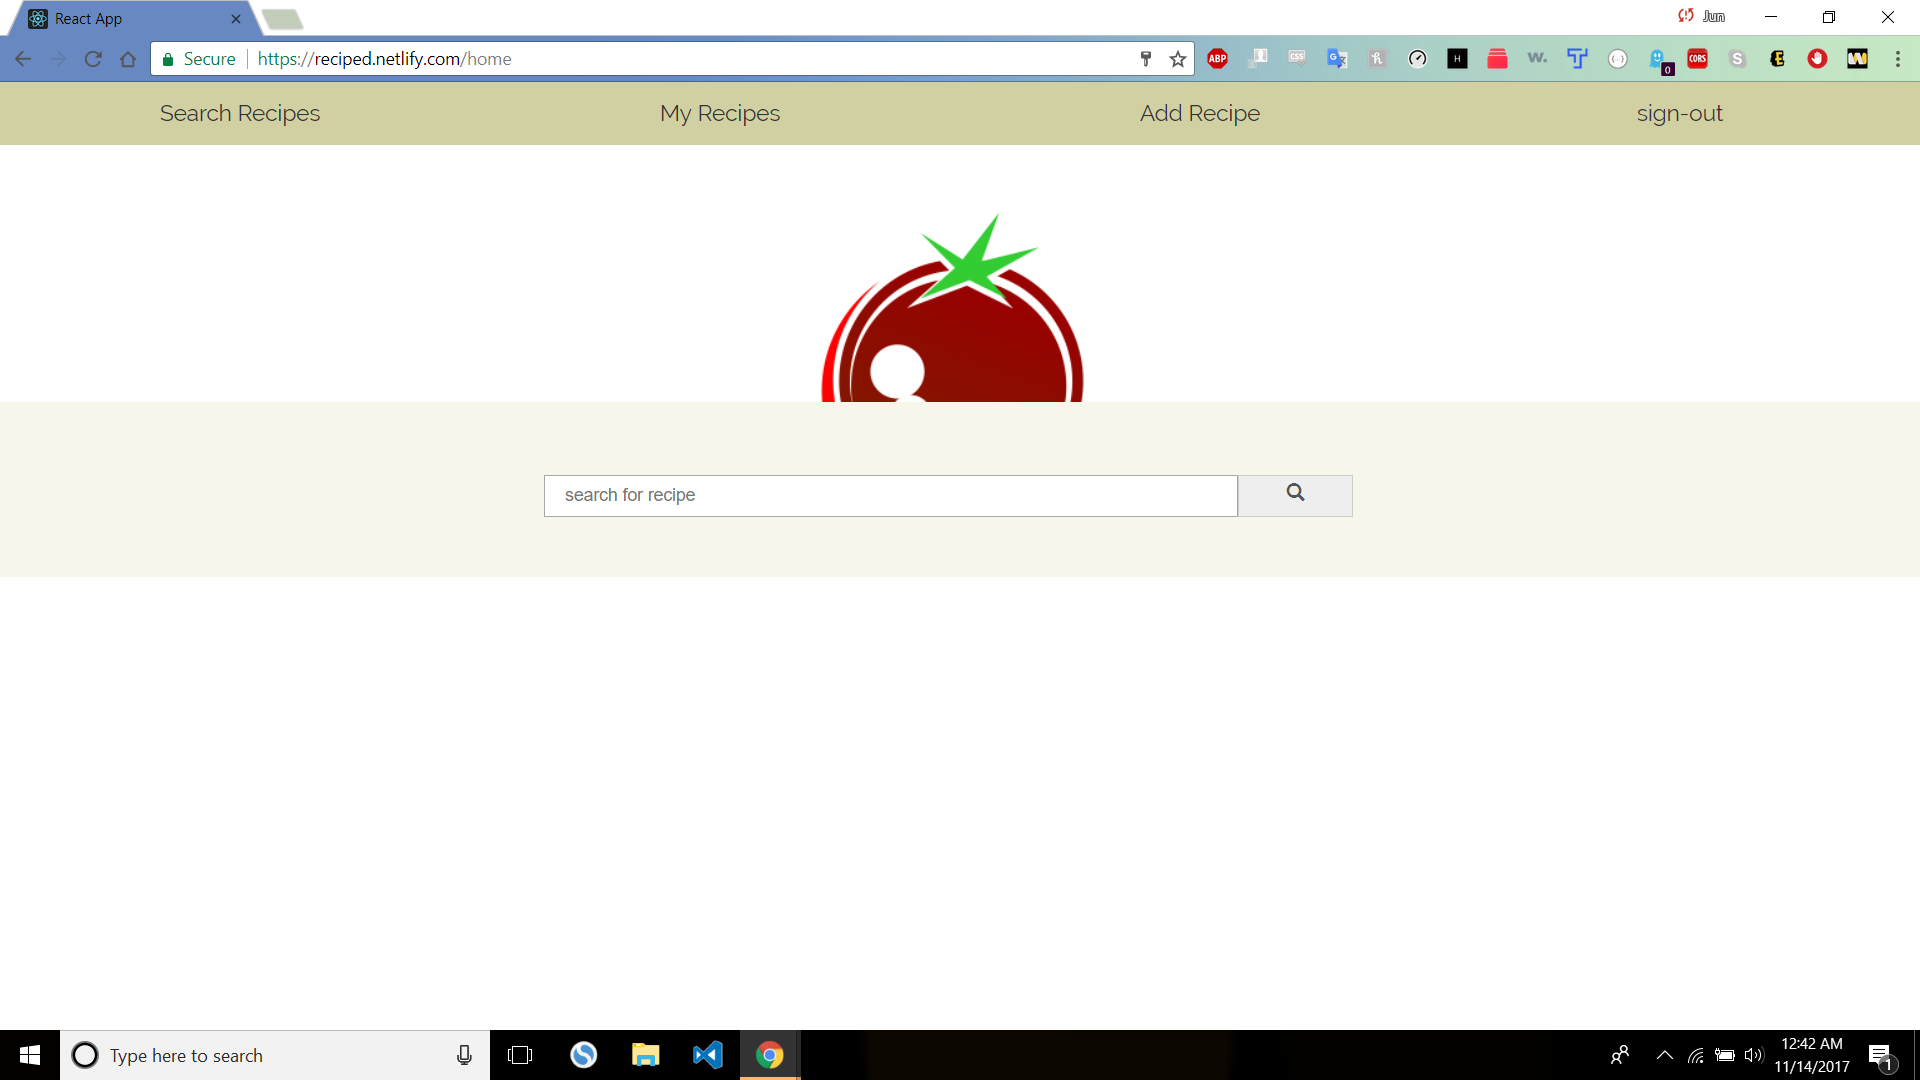 React App
Jun
Secure
https://reciped.netlify.com/home
ABP
CSS
H
w.
0
CORS
S
Search Recipes
My Recipes
Add Recipe
sign-out
search for recipe
Type here to search
12:42 AM
11/14/2017
1